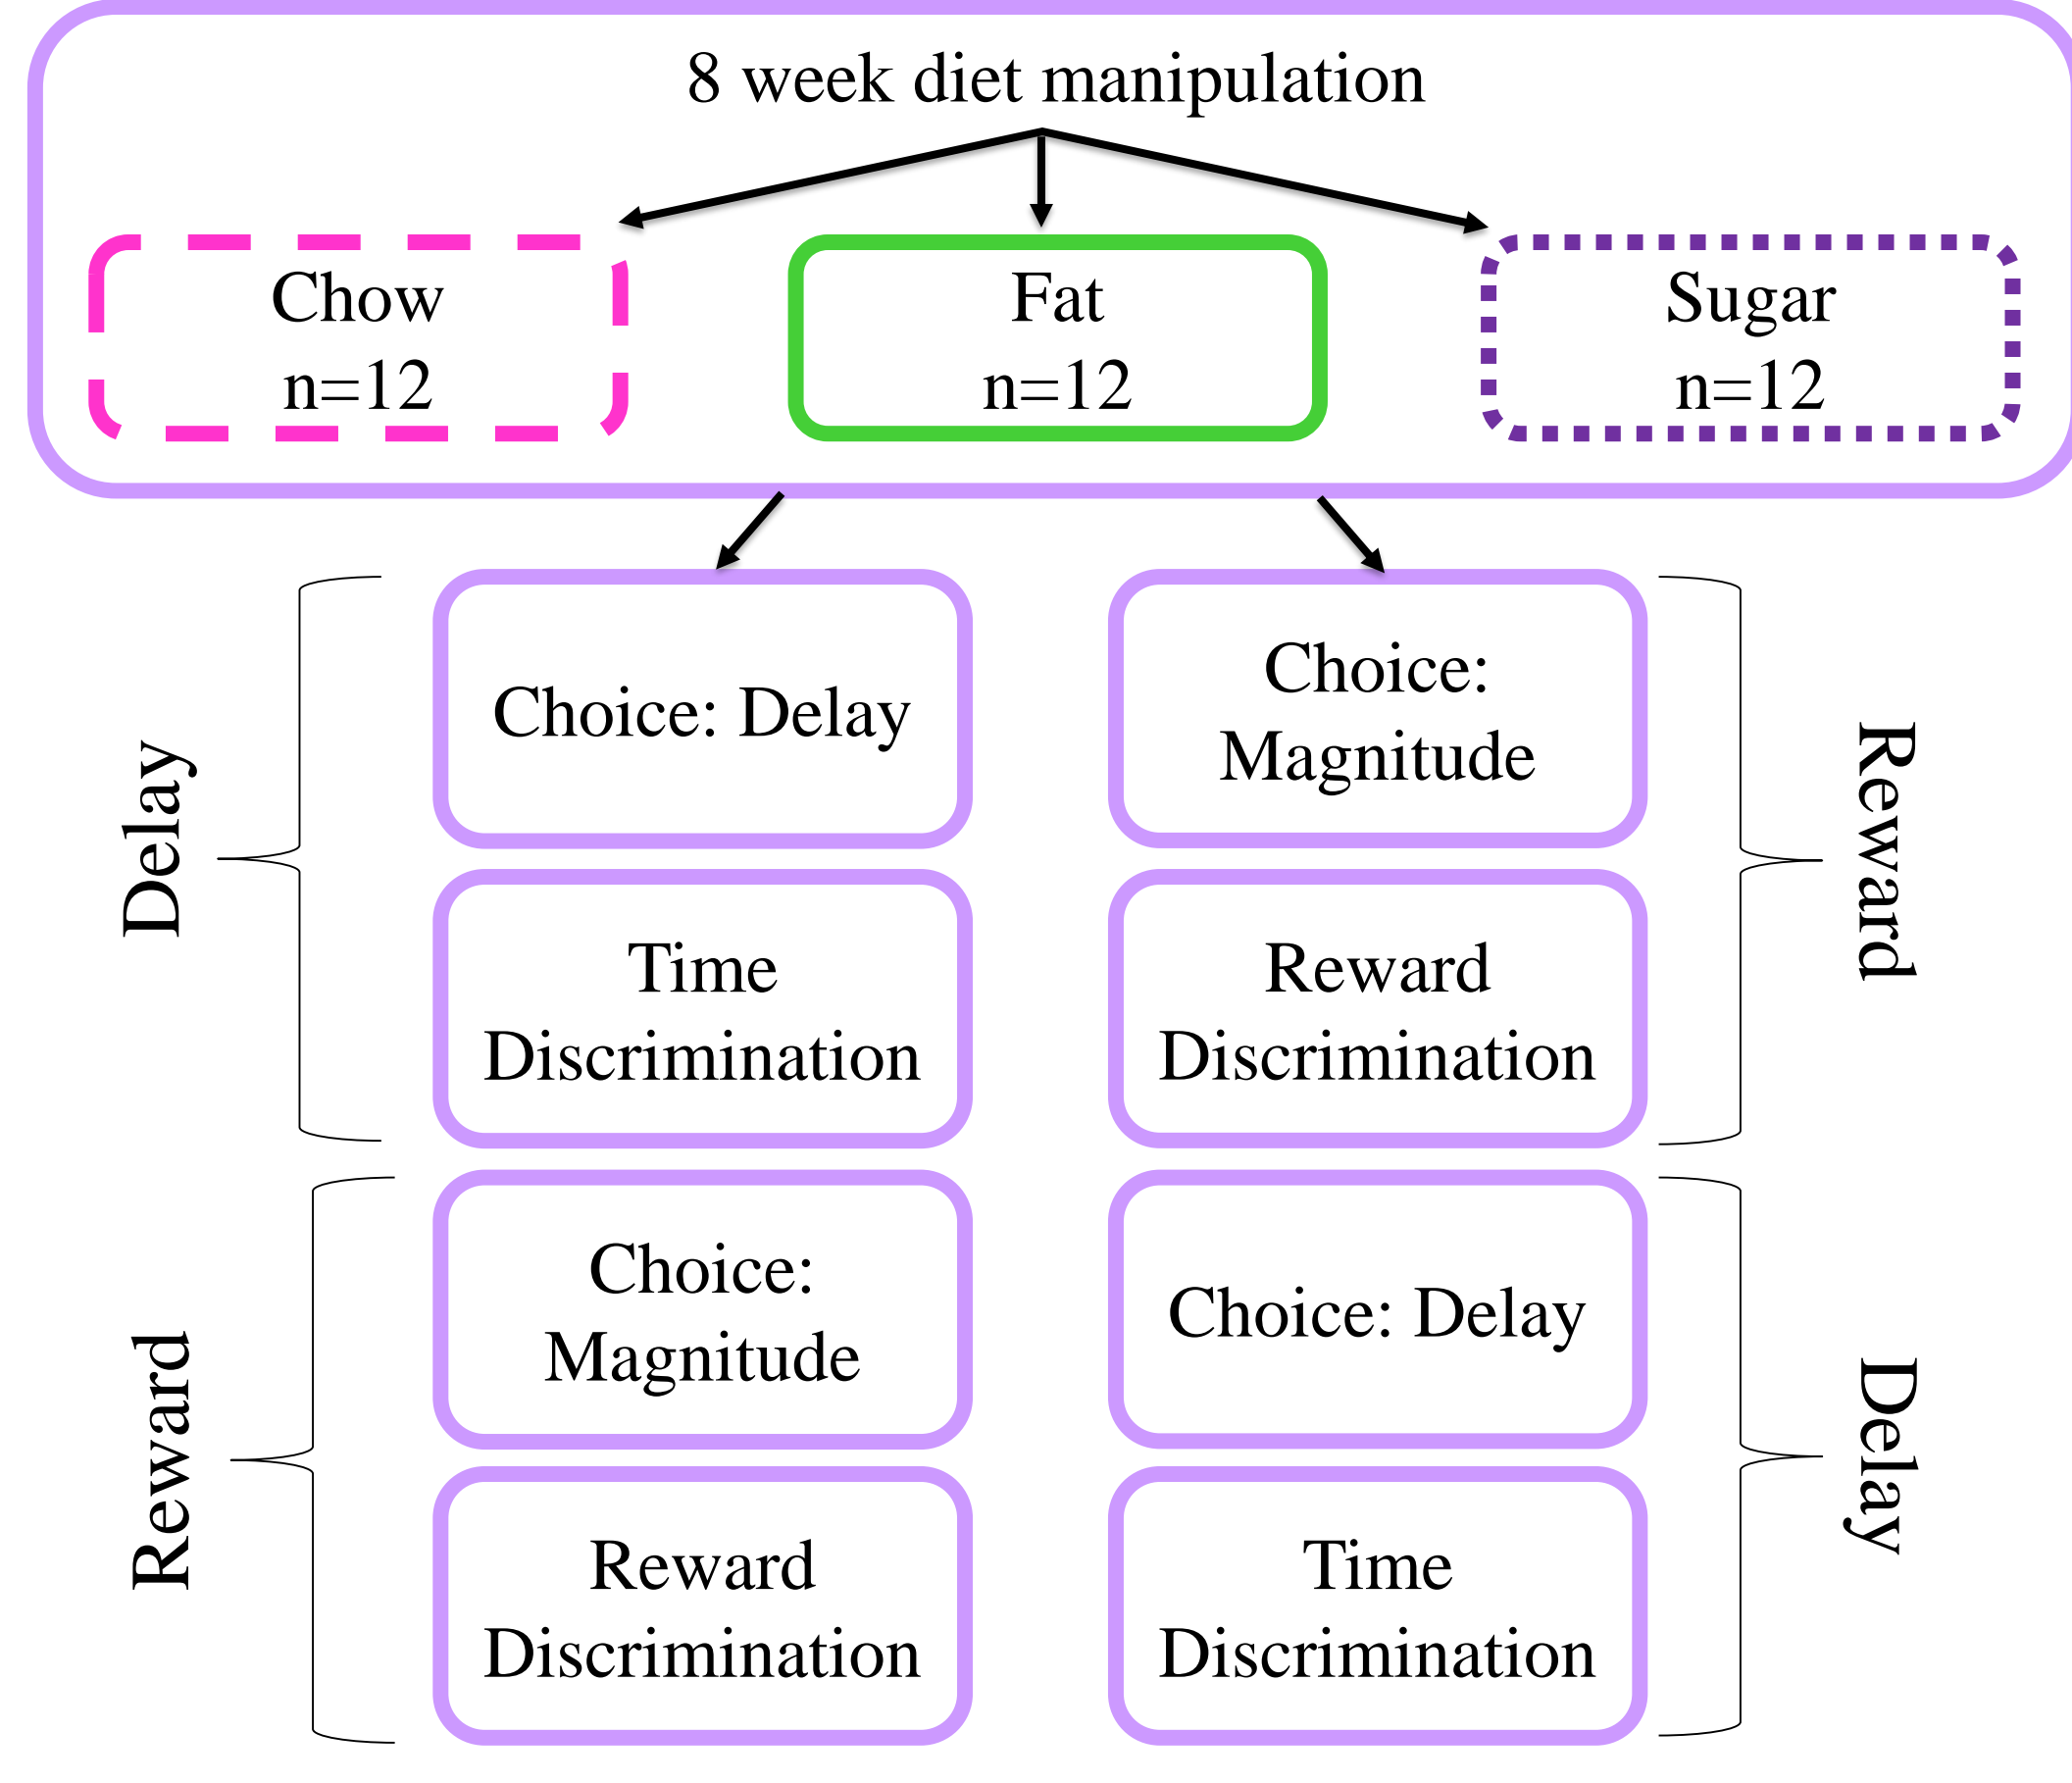 8 week diet manipulation
Chow
n=12
Fat
n=12
Sugar
n=12
Delay
Choice: Delay
Time
Discrimination
Reward
Choice:
Magnitude
Reward
Discrimination
Choice:
Magnitude
Reward
Discrimination
Reward
Choice: Delay
Time
Discrimination
Delay